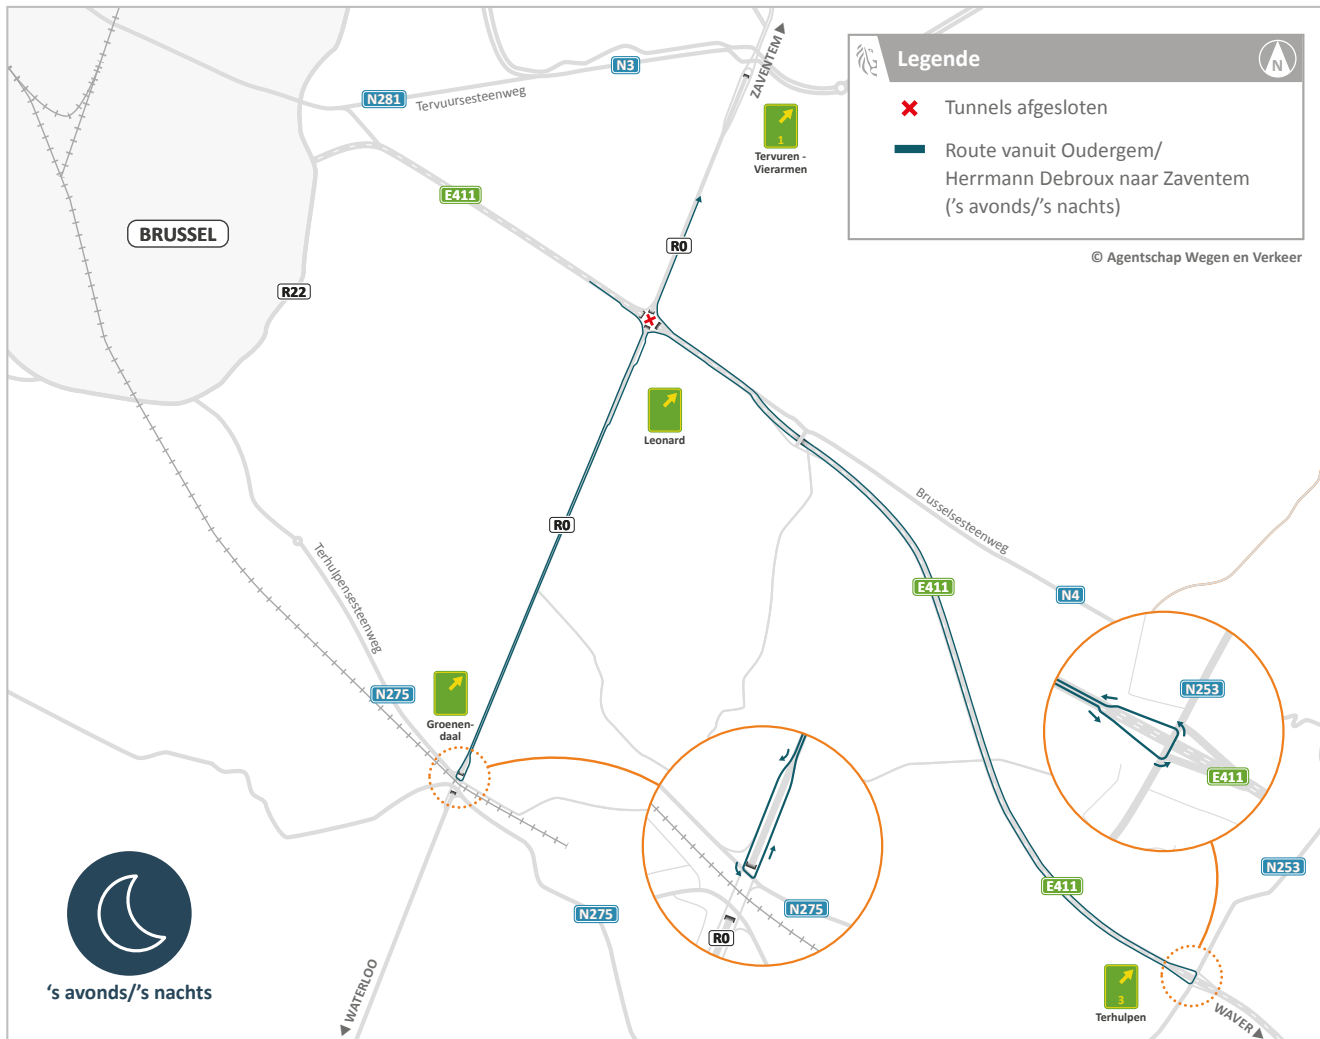 ZAVENTEM
N3
N281
Tervuursesteenweg
1
Tervuren -
Vierarmen
Legende
N
Tunnels afgesloten
Route vanuit Oudergem/
Herrmann Debroux naar Zaventem
('s avonds/'s nachts)
© Agentschap Wegen en Verkeer
E411
BRUSSEL
R0
R22
Leonard
R0
Brusselsesteenweg
Terhulpensesteenweg
E411
N4
N275
Groenen-
daal
N253
E411
N275
R0
N275
E411
N253
3
Terhulpen
WAVER
WATERLOO
‘s avonds/’s nachts